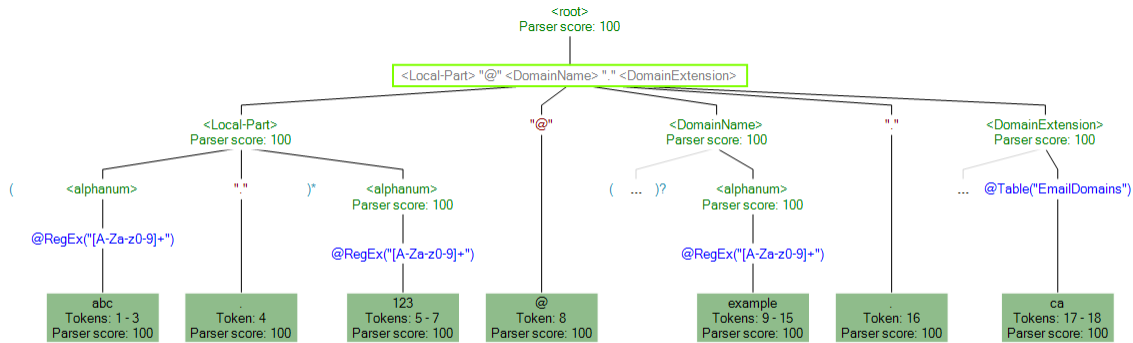 <root>
Parser score: 100
<Local-Part> "@" <DomainName> "." <DomainExtension>
<Local-Part>
Parser score: 100
"@"
<DomainName>
Parser score: 100
"."
<DomainExtension>
Parser score: 100
( <alphanum> "." )* <alphanum>
Parser score: 100
( ... )? <alphanum>
Parser score: 100
... @Table("EmailDomains")
@RegEx("[A-Za-z0-9]+")
@RegEx("[A-Za-z0-9]+")
@RegEx("[A-Za-z0-9]+")
abc
Tokens: 1 - 3
Parser score: 100
.
Token: 4
Parser score: 100
123
Tokens: 5 - 7
Parser score: 100
@
Token: 8
Parser score: 100
example
Tokens: 9 - 15
Parser score: 100
.
Token: 16
Parser score: 100
ca
Tokens: 17 - 18
Parser score: 100